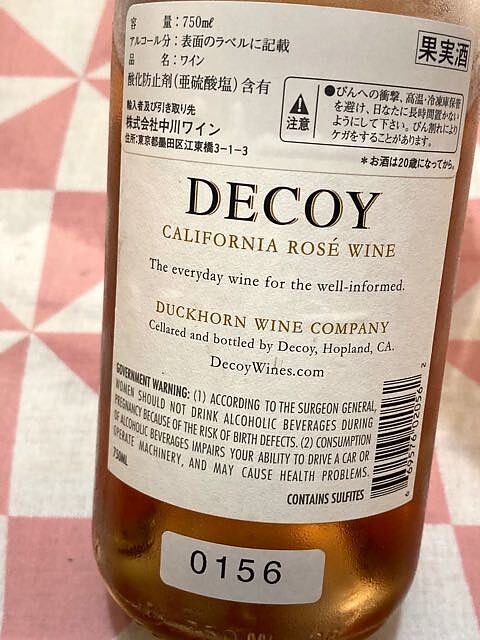 容　　　量：750mℓ
アルコール分：表面のラベルに記載
品　　　名：ワイン
酸化防止剤(亜硫酸塩)含有
果実酒
輸入者及び引き取り先
株式会社中川ワイン
住所：東京都墨田区江東橋3-1-3
注意
●びんへの衝撃、高温・冷凍庫保管
を避け、日なたに長時間置かない
ようにして下さい。びん割れにより
ケガをすることがあります。
＊お酒は20歳になってから。
DECOY
CALIFORNIA ROSÉ WINE
The everyday wine for the well-informed.
DUCKHORN WINE COMPANY
Cellared and bottled by Decoy, Hopland, CA.
DecoyWines.com
GOVERNMENT WARNING: (1) ACCORDING TO THE SURGEON GENERAL,
WOMEN SHOULD NOT DRINK ALCOHOLIC BEVERAGES DURING
PREGNANCY BECAUSE OF THE RISK OF BIRTH DEFECTS. (2) CONSUMPTION
OF ALCOHOLIC BEVERAGES IMPAIRS YOUR ABILITY TO DRIVE A CAR OR
OPERATE MACHINERY, AND MAY CAUSE HEALTH PROBLEMS.
750ML
CONTAINS SULFITES
6 69576 02056 2
0156